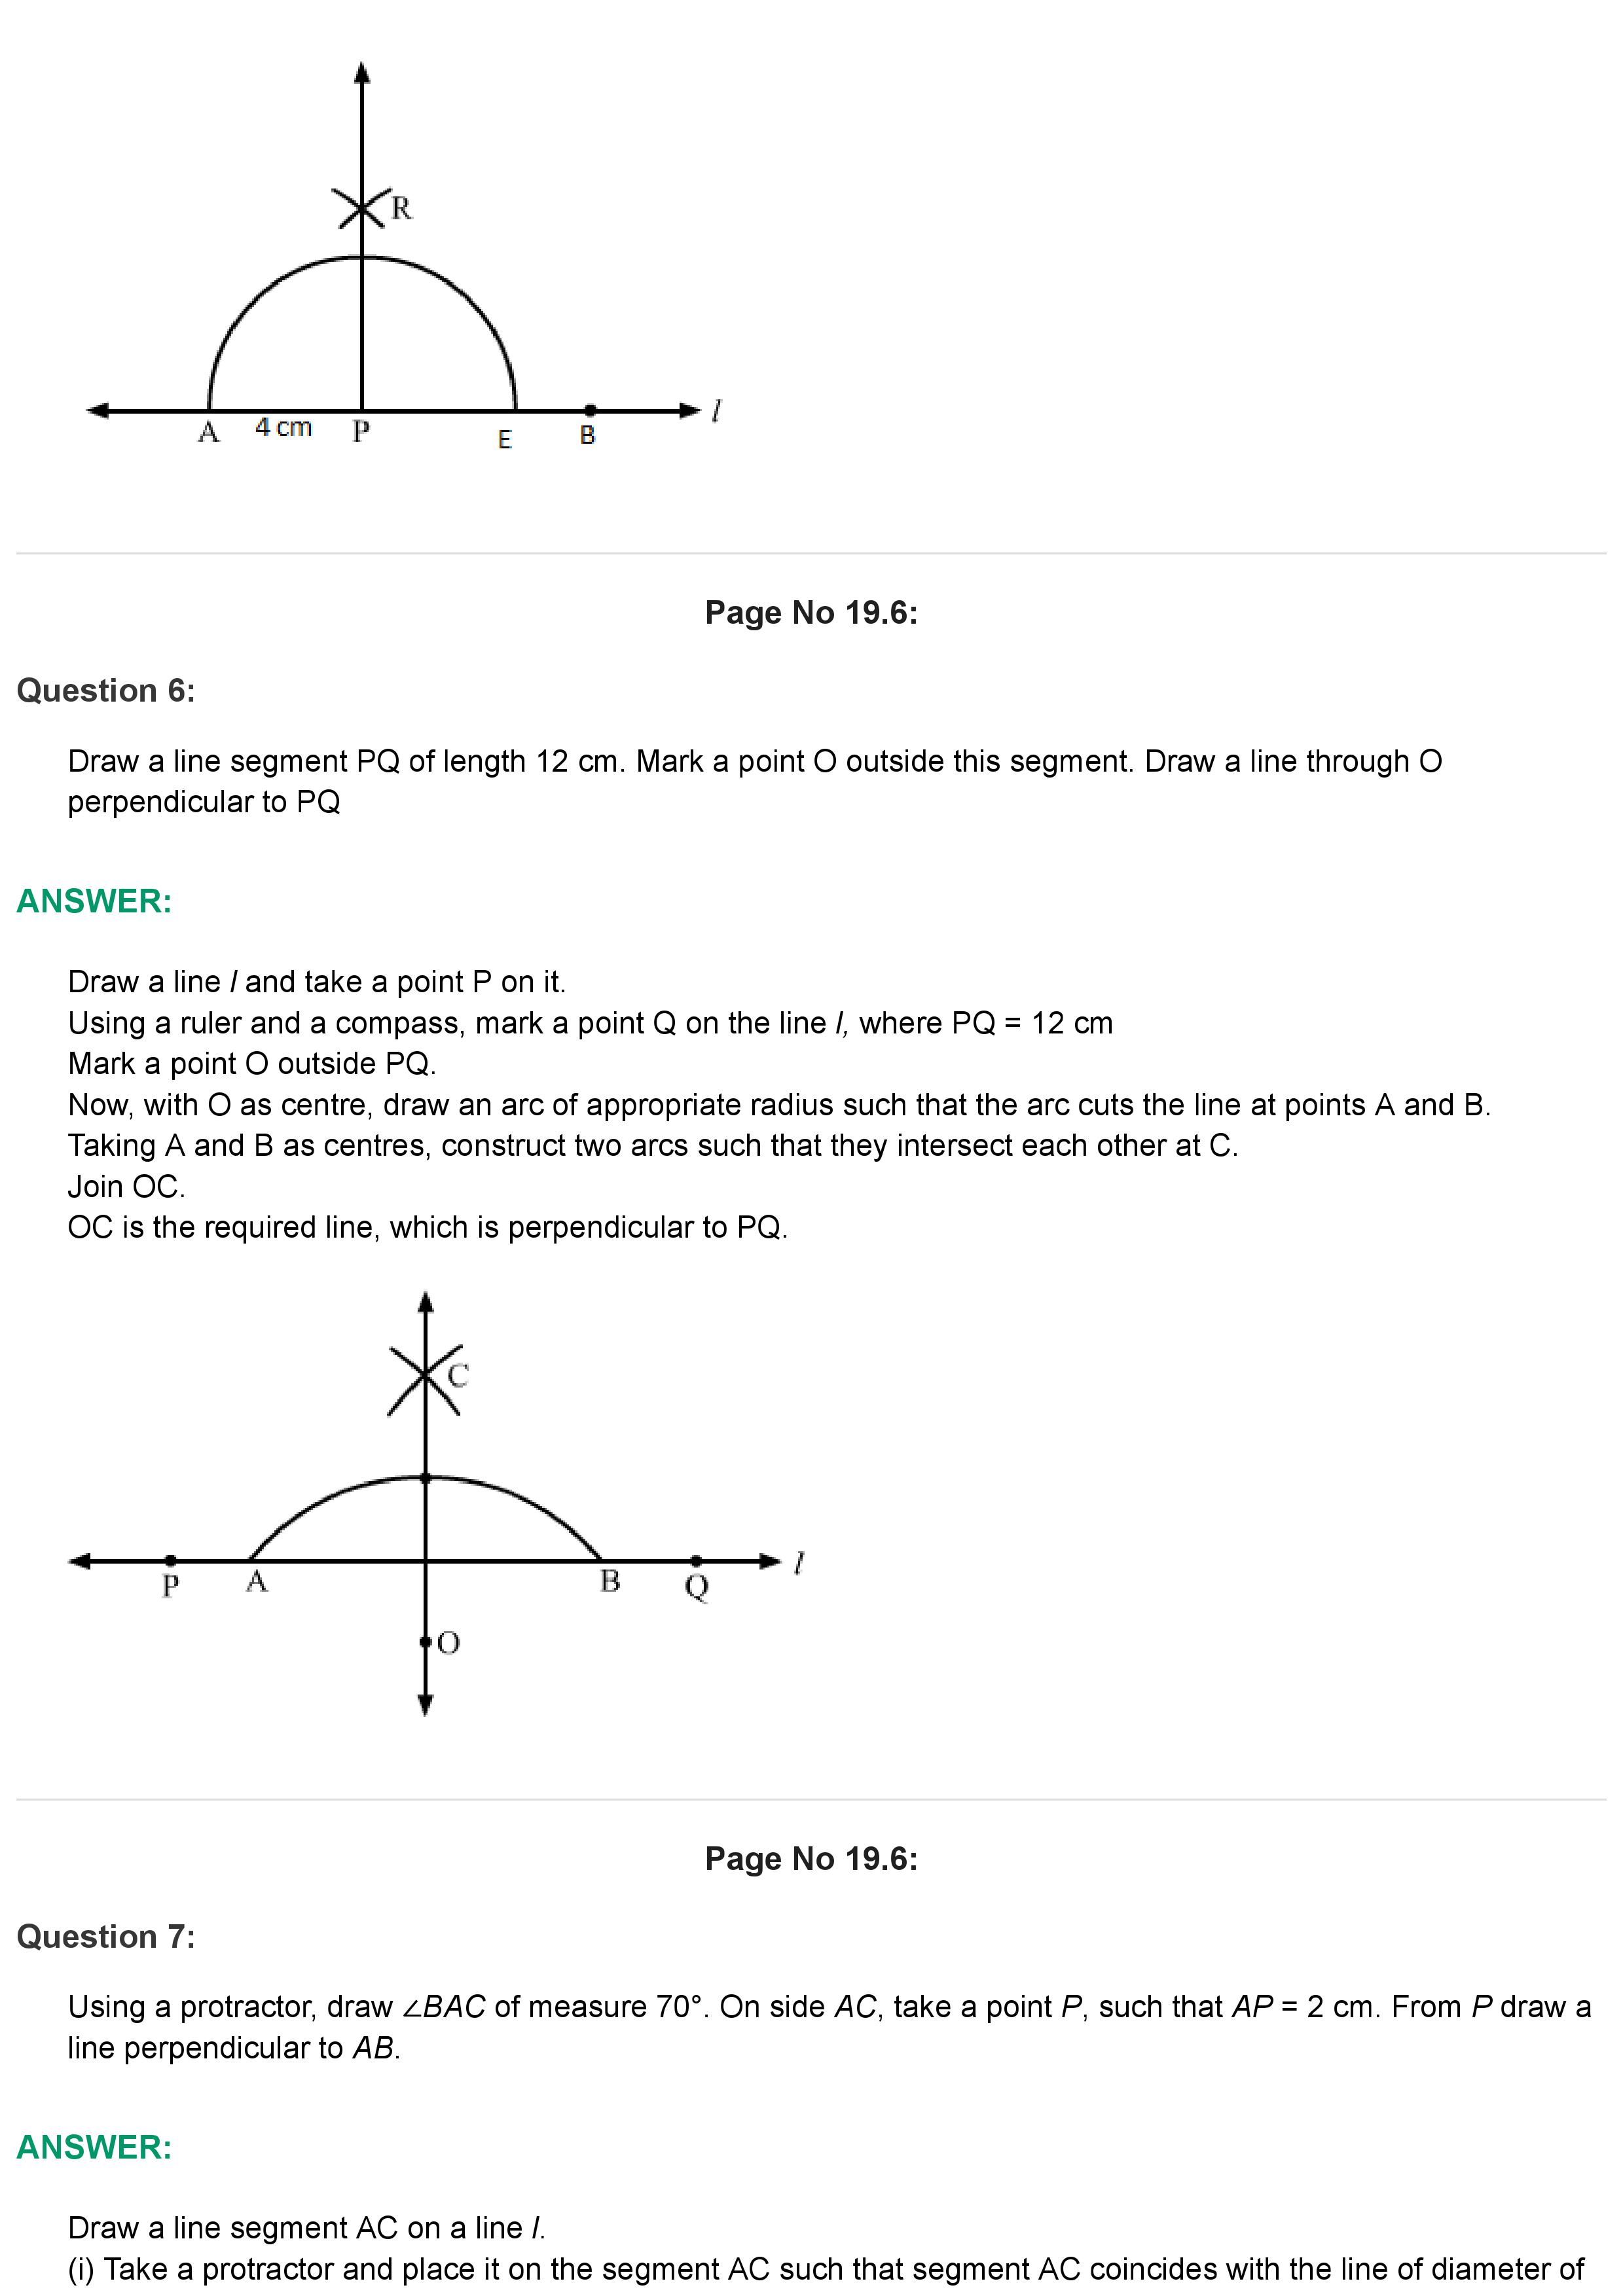 R
l
A 4 cm P E B
Page No 19.6:
Question 6:
Draw a line segment PQ of length 12 cm. Mark a point O outside this segment. Draw a line through O
perpendicular to PQ
ANSWER:
Draw a line l and take a point P on it.
Using a ruler and a compass, mark a point Q on the line l, where PQ = 12 cm
Mark a point O outside PQ.
Now, with O as centre, draw an arc of appropriate radius such that the arc cuts the line at points A and B.
Taking A and B as centres, construct two arcs such that they intersect each other at C.
Join OC.
OC is the required line, which is perpendicular to PQ.
C
l
P A B Q
O
Page No 19.6:
Question 7:
Using a protractor, draw ∠BAC of measure 70°. On side AC, take a point P, such that AP = 2 cm. From P draw a
line perpendicular to AB.
ANSWER:
Draw a line segment AC on a line l.
(i) Take a protractor and place it on the segment AC such that segment AC coincides with the line of diameter of